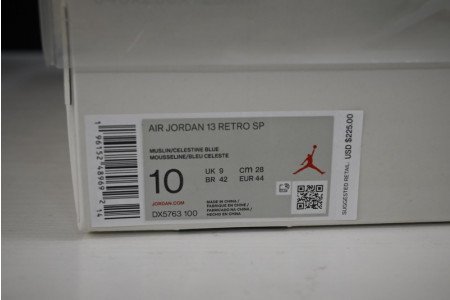 AIR JORDAN 13 RETRO SP
MUSLIN/CELESTINE BLUE
MOUSSELINE/BLEU CELESTE
10
UK 9
cm 28
BR 42
EUR 44
JORDAN.COM
DX5763 100
MADE IN CHINA /
FABRIQUÉ EN CHINE /
FABRICADO NA CHINA /
HECHO EN CHINA
SUGGESTED RETAIL USD $225.00